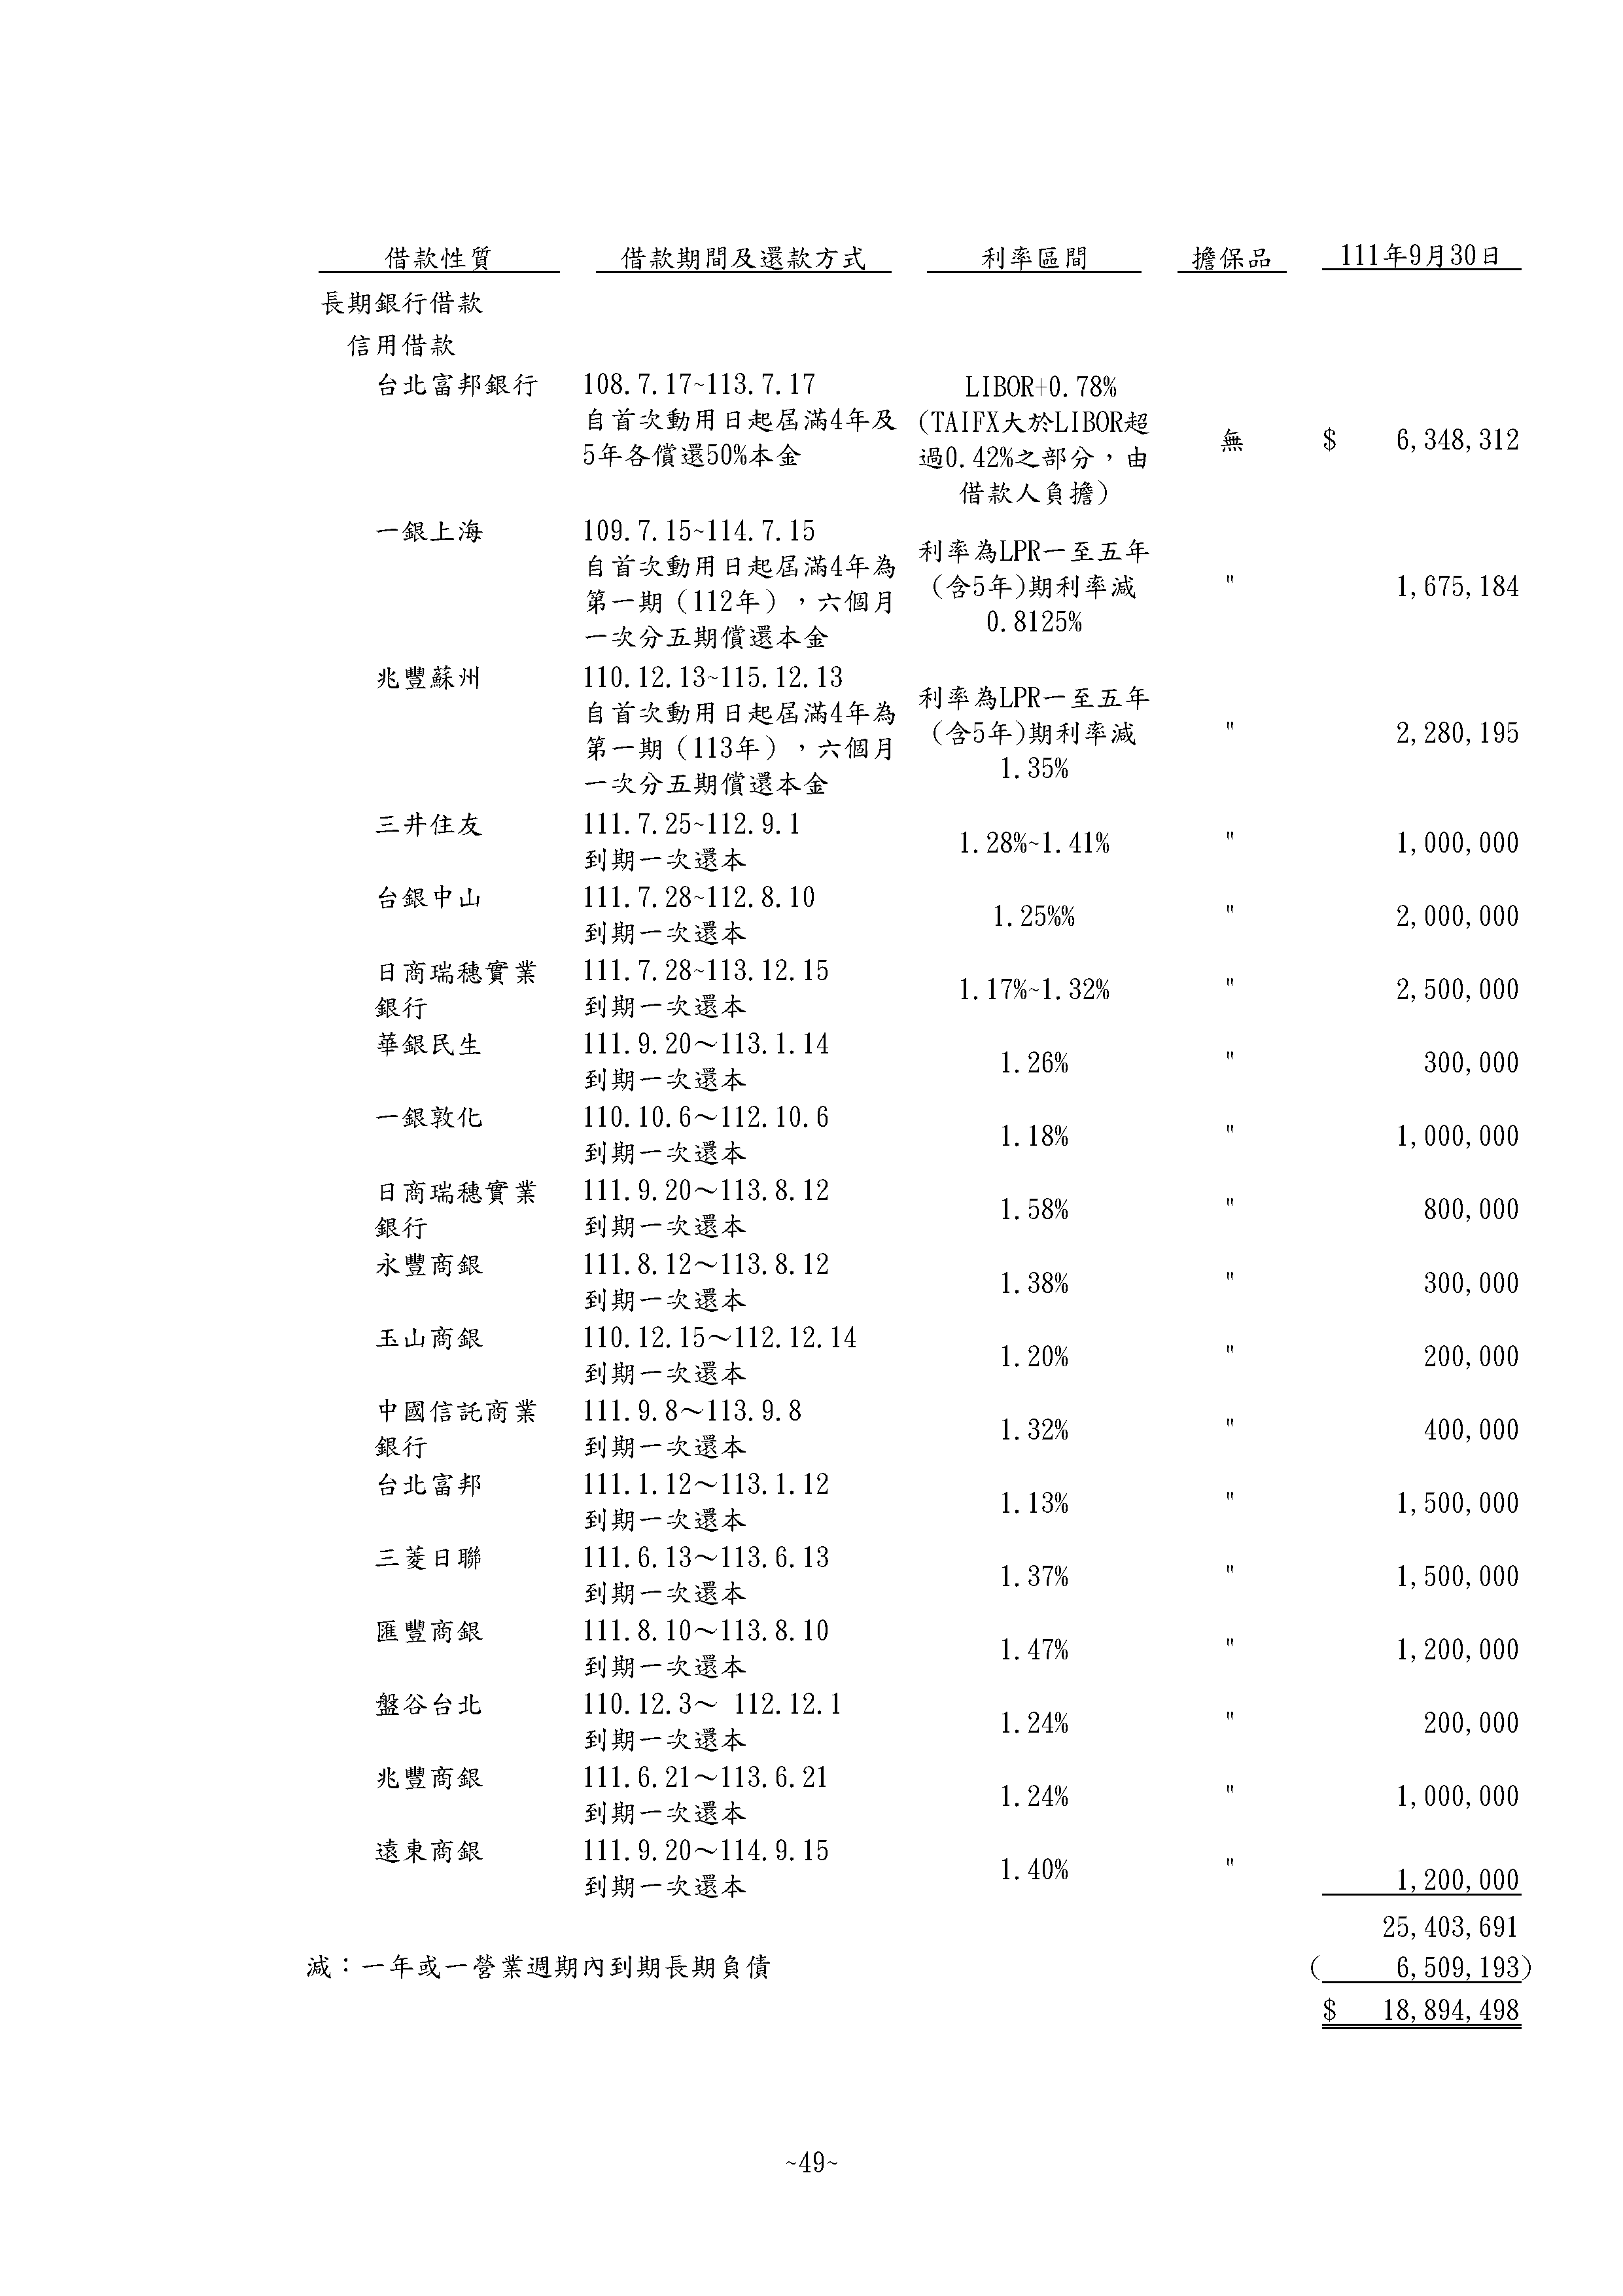 借款性質 借款期間及還款方式 利率區間 擔保品 111年9月30日
長期銀行借款
信用借款
台北富邦銀行 108.7.17~113.7.17 LIBOR+0.78%
自首次動用日起屆滿4年及 (TAIFX大於LIBOR超
5年各償還50%本金 過0.42%之部分，由 無 $ 6,348,312
借款人負擔)
一銀上海 109.7.15~114.7.15
自首次動用日起屆滿4年為 利率為LPR一至五年
第一期（112年），六個月 (含5年)期利率減 " 1,675,184
一次分五期償還本金 0.8125%
兆豐蘇州 110.12.13~115.12.13
自首次動用日起屆滿4年為 利率為LPR一至五年
第一期（113年），六個月 (含5年)期利率減 " 2,280,195
一次分五期償還本金 1.35%
三井住友 111.7.25~112.9.1
到期一次還本 1.28%~1.41% " 1,000,000
台銀中山 111.7.28~112.8.10
到期一次還本 1.25%% " 2,000,000
日商瑞穗實業 111.7.28~113.12.15
銀行 到期一次還本 1.17%~1.32% " 2,500,000
華銀民生 111.9.20～113.1.14
到期一次還本 1.26% " 300,000
一銀敦化 110.10.6～112.10.6
到期一次還本 1.18% " 1,000,000
日商瑞穗實業 111.9.20～113.8.12
銀行 到期一次還本 1.58% " 800,000
永豐商銀 111.8.12～113.8.12
到期一次還本 1.38% " 300,000
玉山商銀 110.12.15～112.12.14
到期一次還本 1.20% " 200,000
中國信託商業 111.9.8～113.9.8
銀行 到期一次還本 1.32% " 400,000
台北富邦 111.1.12～113.1.12
到期一次還本 1.13% " 1,500,000
三菱日聯 111.6.13～113.6.13
到期一次還本 1.37% " 1,500,000
匯豐商銀 111.8.10～113.8.10
到期一次還本 1.47% " 1,200,000
盤谷台北 110.12.3～ 112.12.1
到期一次還本 1.24% " 200,000
兆豐商銀 111.6.21～113.6.21
到期一次還本 1.24% " 1,000,000
遠東商銀 111.9.20～114.9.15
到期一次還本 1.40% " 1,200,000
25,403,691
減：一年或一營業週期內到期長期負債 ( 6,509,193)
$ 18,894,498
~49~